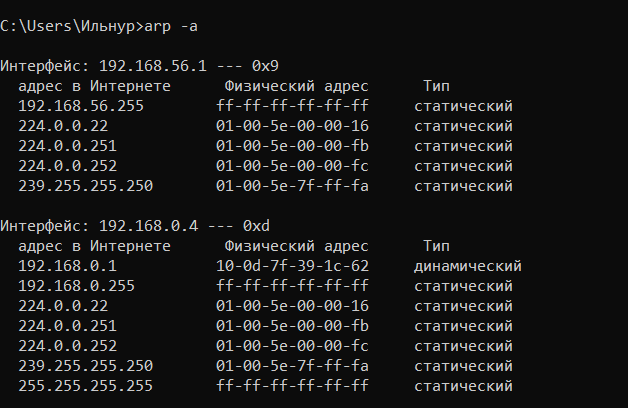 C:\Users\Ильнур>arp -a
Интерфейс: 192.168.56.1 --- 0x9
адрес в Интернете Физический адрес Тип
192.168.56.255 ff-ff-ff-ff-ff-ff статический
224.0.0.22 01-00-5e-00-00-16 статический
224.0.0.251 01-00-5e-00-00-fb статический
224.0.0.252 01-00-5e-00-00-fc статический
239.255.255.250 01-00-5e-7f-ff-fa статический
Интерфейс: 192.168.0.4 --- 0xd
адрес в Интернете Физический адрес Тип
192.168.0.1 10-0d-7f-39-1c-62 динамический
192.168.0.255 ff-ff-ff-ff-ff-ff статический
224.0.0.22 01-00-5e-00-00-16 статический
224.0.0.251 01-00-5e-00-00-fb статический
224.0.0.252 01-00-5e-00-00-fc статический
239.255.255.250 01-00-5e-7f-ff-fa статический
255.255.255.255 ff-ff-ff-ff-ff-ff статический